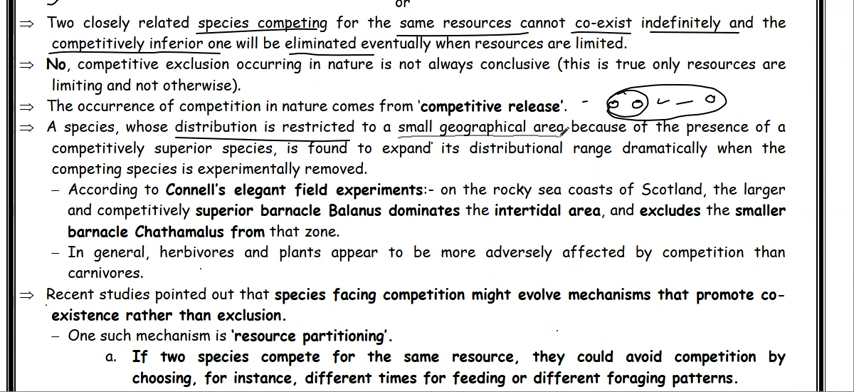 or
⇒ Two closely related species competing for the same resources cannot co-exist indefinitely and the
competitively inferior one will be eliminated eventually when resources are limited.
⇒ No, competitive exclusion occurring in nature is not always conclusive (this is true only resources are
limiting and not otherwise).
⇒ The occurrence of competition in nature comes from 'competitive release'.
⇒ A species, whose distribution is restricted to a small geographical area, because of the presence of a
competitively superior species, is found to expand its distributional range dramatically when the
competing species is experimentally removed.
– According to Connell's elegant field experiments:- on the rocky sea coasts of Scotland, the larger
and competitively superior barnacle Balanus dominates the intertidal area, and excludes the smaller
barnacle Chathamalus from that zone.
– In general, herbivores and plants appear to be more adversely affected by competition than
carnivores.
⇒ Recent studies pointed out that species facing competition might evolve mechanisms that promote co-
existence rather than exclusion.
– One such mechanism is 'resource partitioning'.
a. If two species compete for the same resource, they could avoid competition by
choosing, for instance, different times for feeding or different foraging patterns.